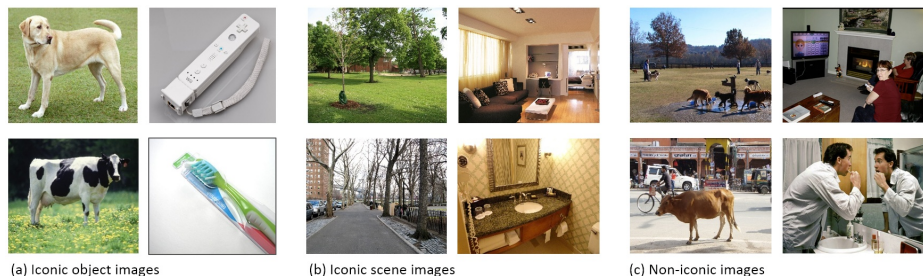 (a) Iconic object images
(b) Iconic scene images
(c) Non-iconic images